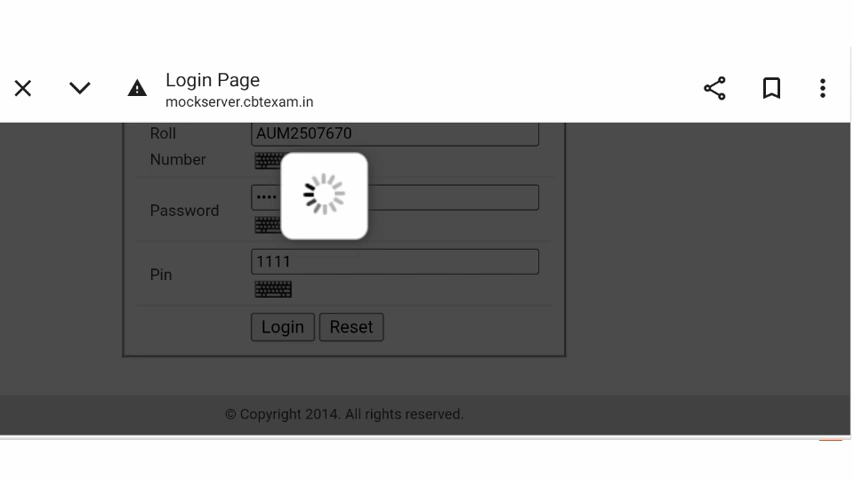 Login Page
mockserver.cbtexam.in
Roll
Number
AUM2507670
Password
••••
Pin
1111
Login
Reset
© Copyright 2014. All rights reserved.